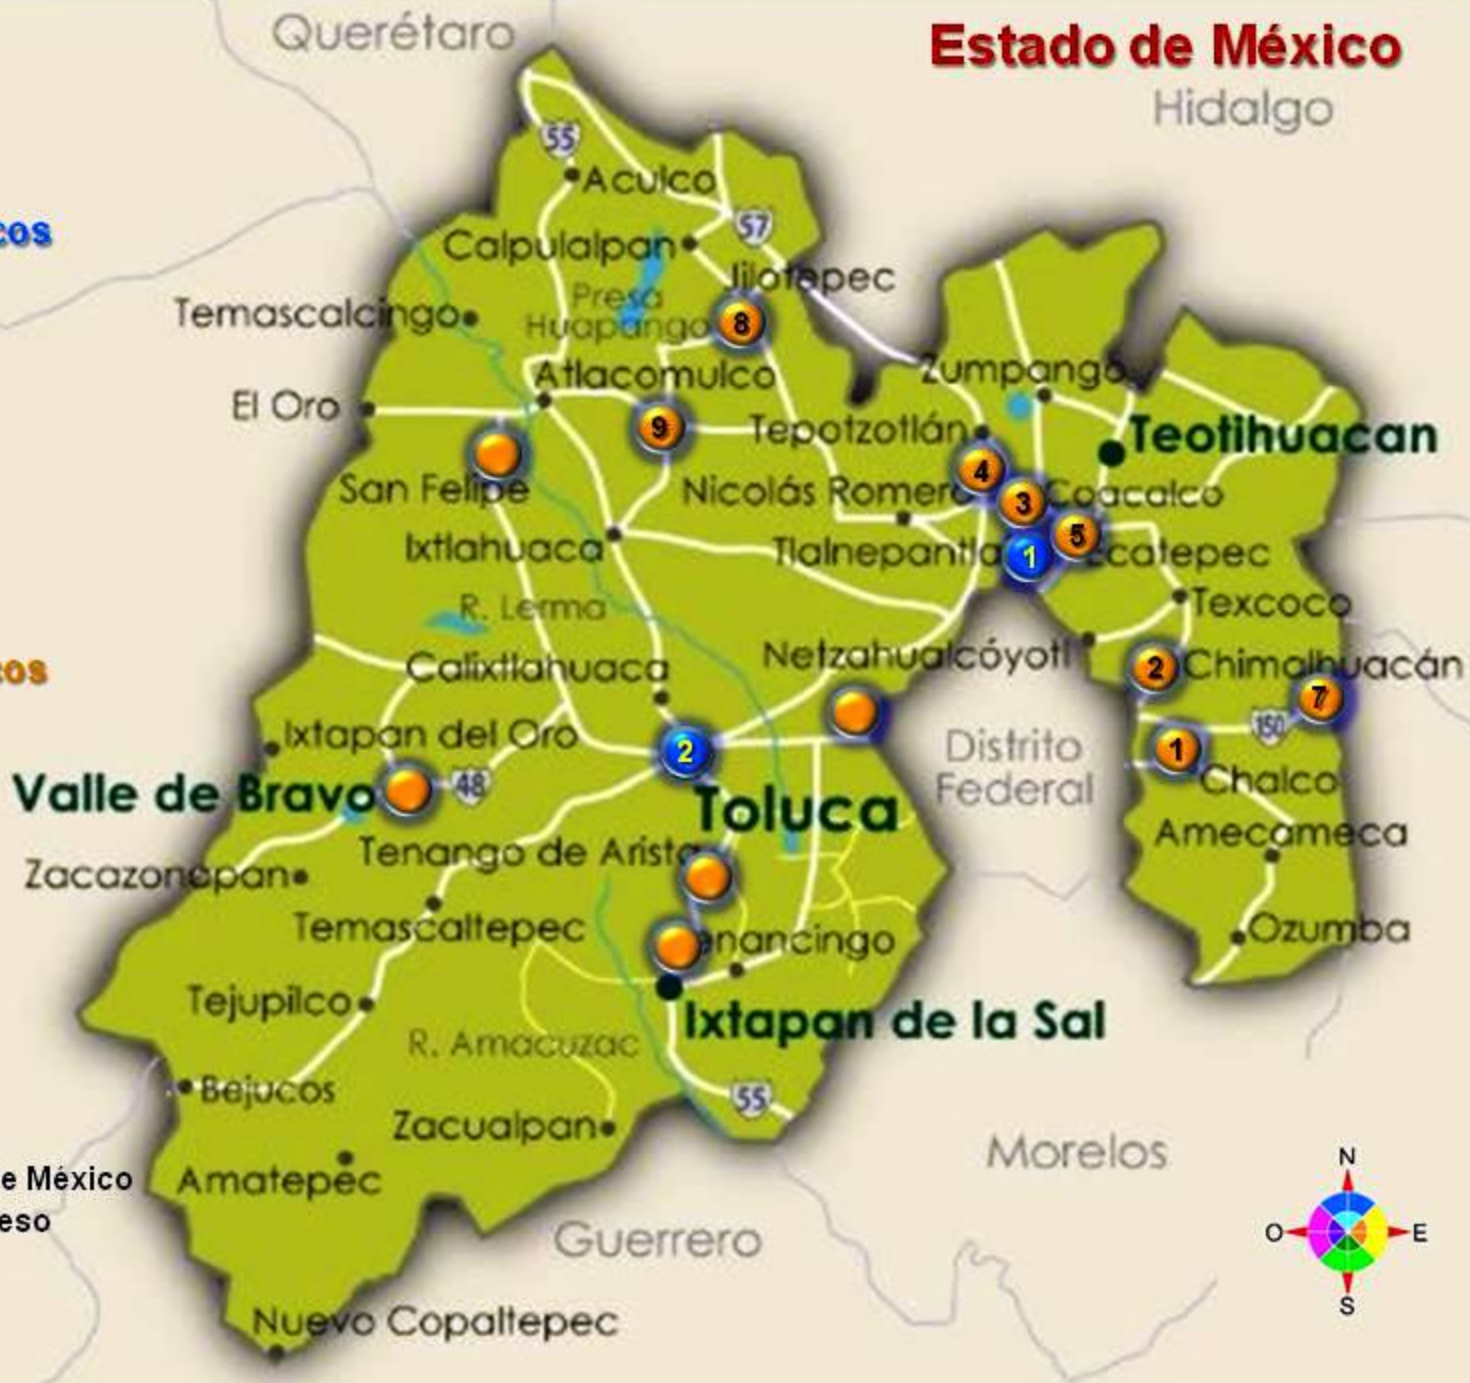 Querétaro
Estado de México
Hidalgo
55
Aculco
57
cos
Calpulalpan
Jilotepec
Presa
Huapango
Temascalcingo
8
Atlacomulco
Zumpango
El Oro
9
Tepotzotlán
Teotihuacan
4
San Felipe
Nicolás Romero
3
Coacalco
5
Ixtlahuaca
Tlalnepantla
1
Ecatepec
R. Lerma
Texcoco
Netzahualcóyotl
cos
Calixtlahuaca
2
Chimalhuacán
7
Ixtapan del Oro
2
Distrito
Federal
150
1
Valle de Bravo
48
Toluca
Chalco
Amecameca
Tenango de Arista
Zacazonapan
Temascaltepec
enancingo
Ozumba
Tejupilco
Ixtapan de la Sal
R. Amacuzac
Bejucos
55
Zacualpan
Morelos
e México
Amatepec
eso
Guerrero
N
O
E
S
Nuevo Copaltepec